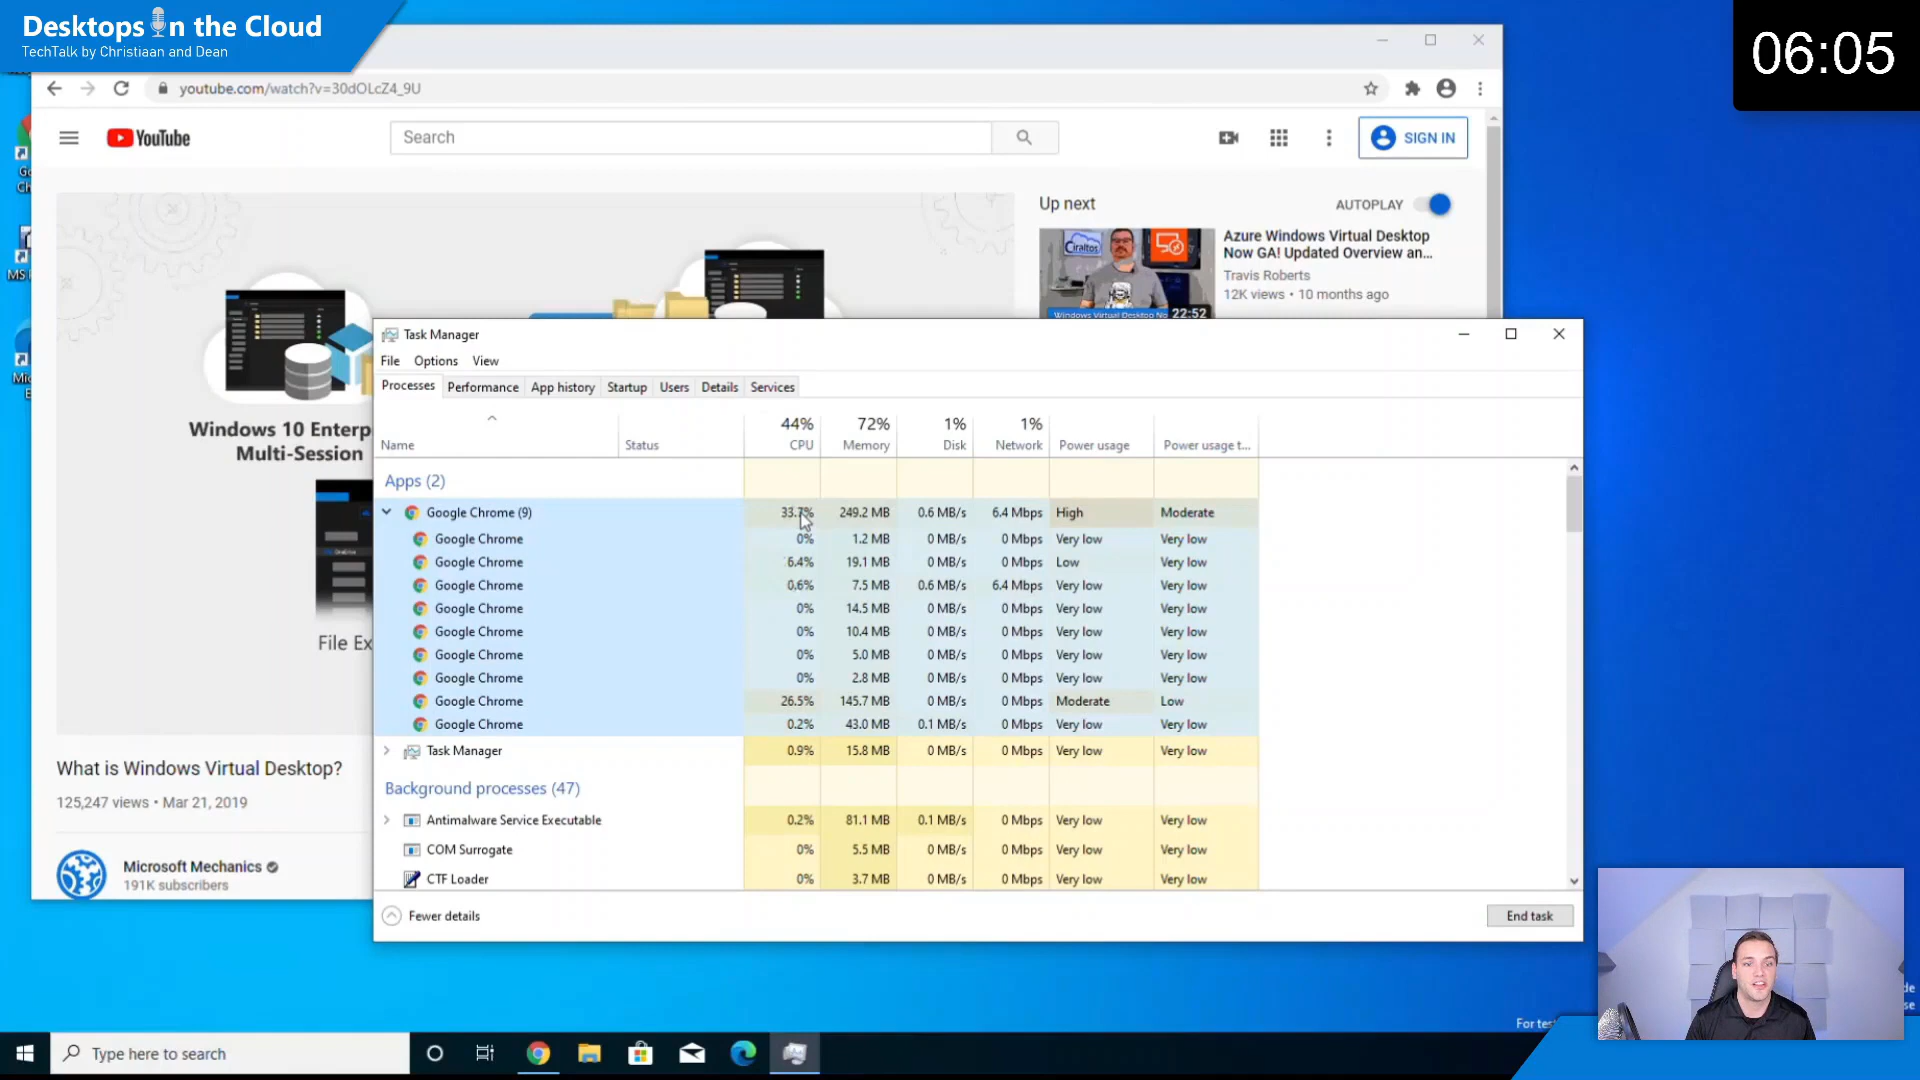 Desktops In the Cloud
TechTalk by Christiaan and Dean
06:05
youtube.com/watch?v=30dOLcZ4_9U
YouTube
Search
SIGN IN
Up next
AUTOPLAY
Azure Windows Virtual Desktop
Now GA! Updated Overview an...
Travis Roberts
12K views • 10 months ago
Ciraltos
22:52
Windows 10 Enterp
Multi-Session
File Ex
What is Windows Virtual Desktop?
125,247 views • Mar 21, 2019
Microsoft Mechanics
191K subscribers
Task Manager
File Options View
Processes Performance App history Startup Users Details Services
44% 72% 1% 1%
Name Status CPU Memory Disk Network Power usage Power usage t...
Apps (2)
Google Chrome (9) 33.7% 249.2 MB 0.6 MB/s 6.4 Mbps High Moderate
Google Chrome 0% 1.2 MB 0 MB/s 0 Mbps Very low Very low
Google Chrome 6.4% 19.1 MB 0 MB/s 0 Mbps Low Very low
Google Chrome 0.6% 7.5 MB 0.6 MB/s 6.4 Mbps Very low Very low
Google Chrome 0% 14.5 MB 0 MB/s 0 Mbps Very low Very low
Google Chrome 0% 10.4 MB 0 MB/s 0 Mbps Very low Very low
Google Chrome 0% 5.0 MB 0 MB/s 0 Mbps Very low Very low
Google Chrome 0% 2.8 MB 0 MB/s 0 Mbps Very low Very low
Google Chrome 26.5% 145.7 MB 0 MB/s 0 Mbps Moderate Low
Google Chrome 0.2% 43.0 MB 0.1 MB/s 0 Mbps Very low Very low
Task Manager 0.9% 15.8 MB 0 MB/s 0 Mbps Very low Very low
Background processes (47)
Antimalware Service Executable 0.2% 81.1 MB 0.1 MB/s 0 Mbps Very low Very low
COM Surrogate 0% 5.5 MB 0 MB/s 0 Mbps Very low Very low
CTF Loader 0% 3.7 MB 0 MB/s 0 Mbps Very low Very low
Fewer details
End task
Type here to search